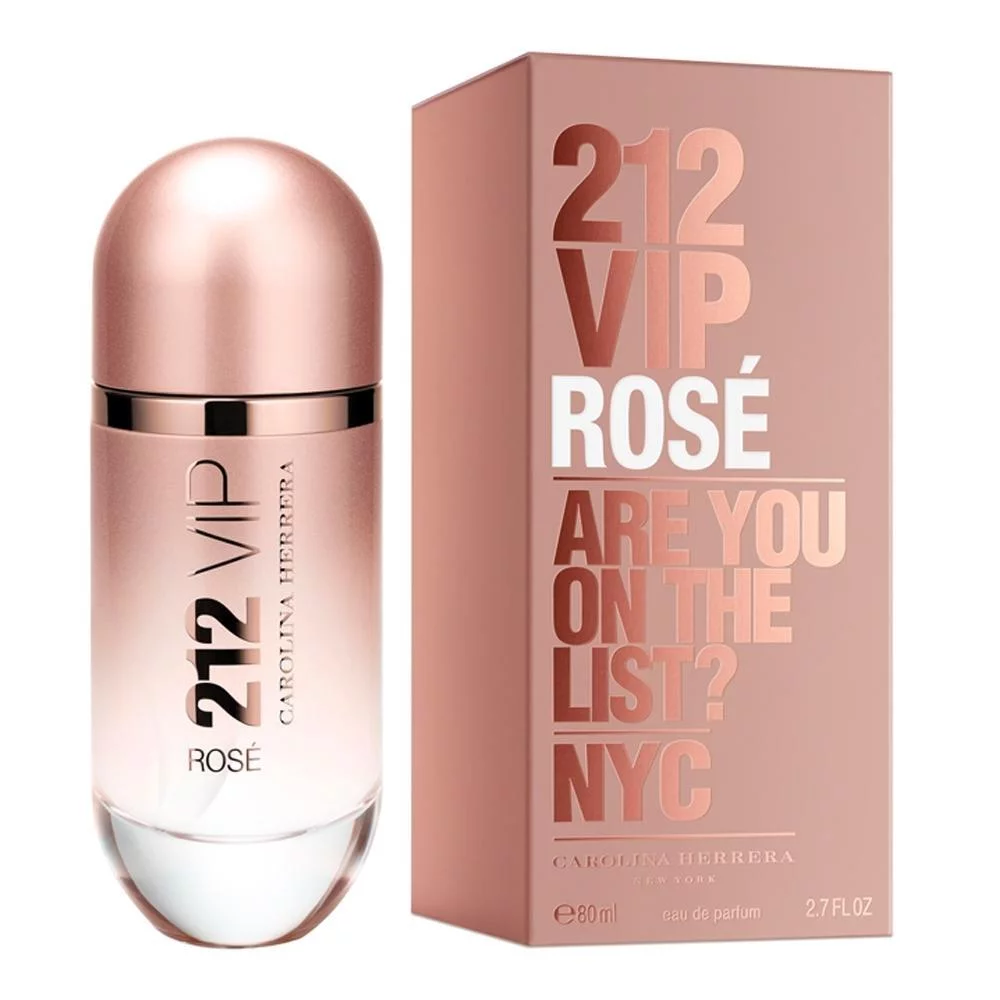 212 VIP
CAROLINA HERRERA
ROSÉ
212
VIP
ROSÉ
ARE YOU
ON THE
LIST?
NYC
CAROLINA HERRERA
NEW YORK
℮80ml eau de parfum 2.7 FL OZ